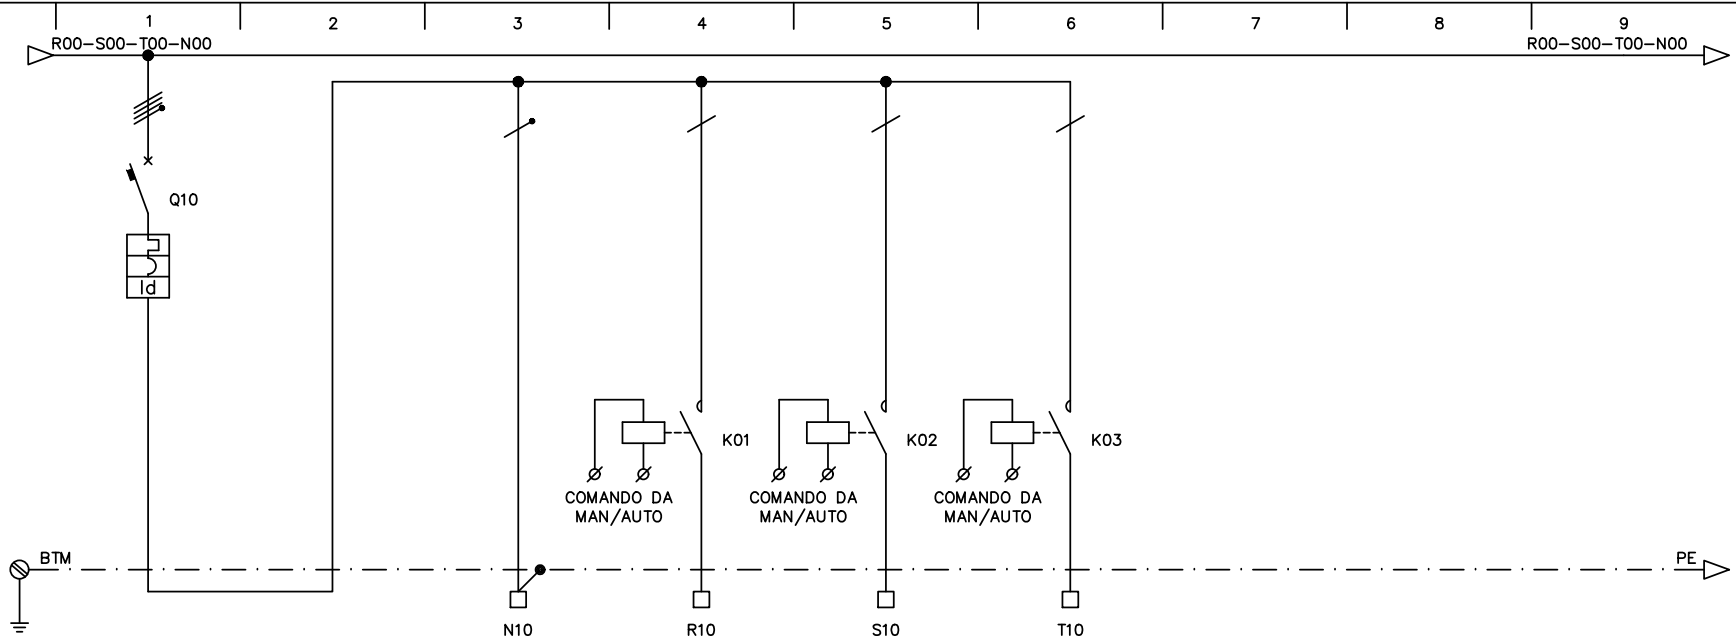 1 2 3 4 5 6 7 8 9
R00-S00-T00-N00 R00-S00-T00-N00
Q10
Id
K01 K02 K03
COMANDO DA
MAN/AUTO
COMANDO DA
MAN/AUTO
COMANDO DA
MAN/AUTO
BTM PE
N10 R10 S10 T10